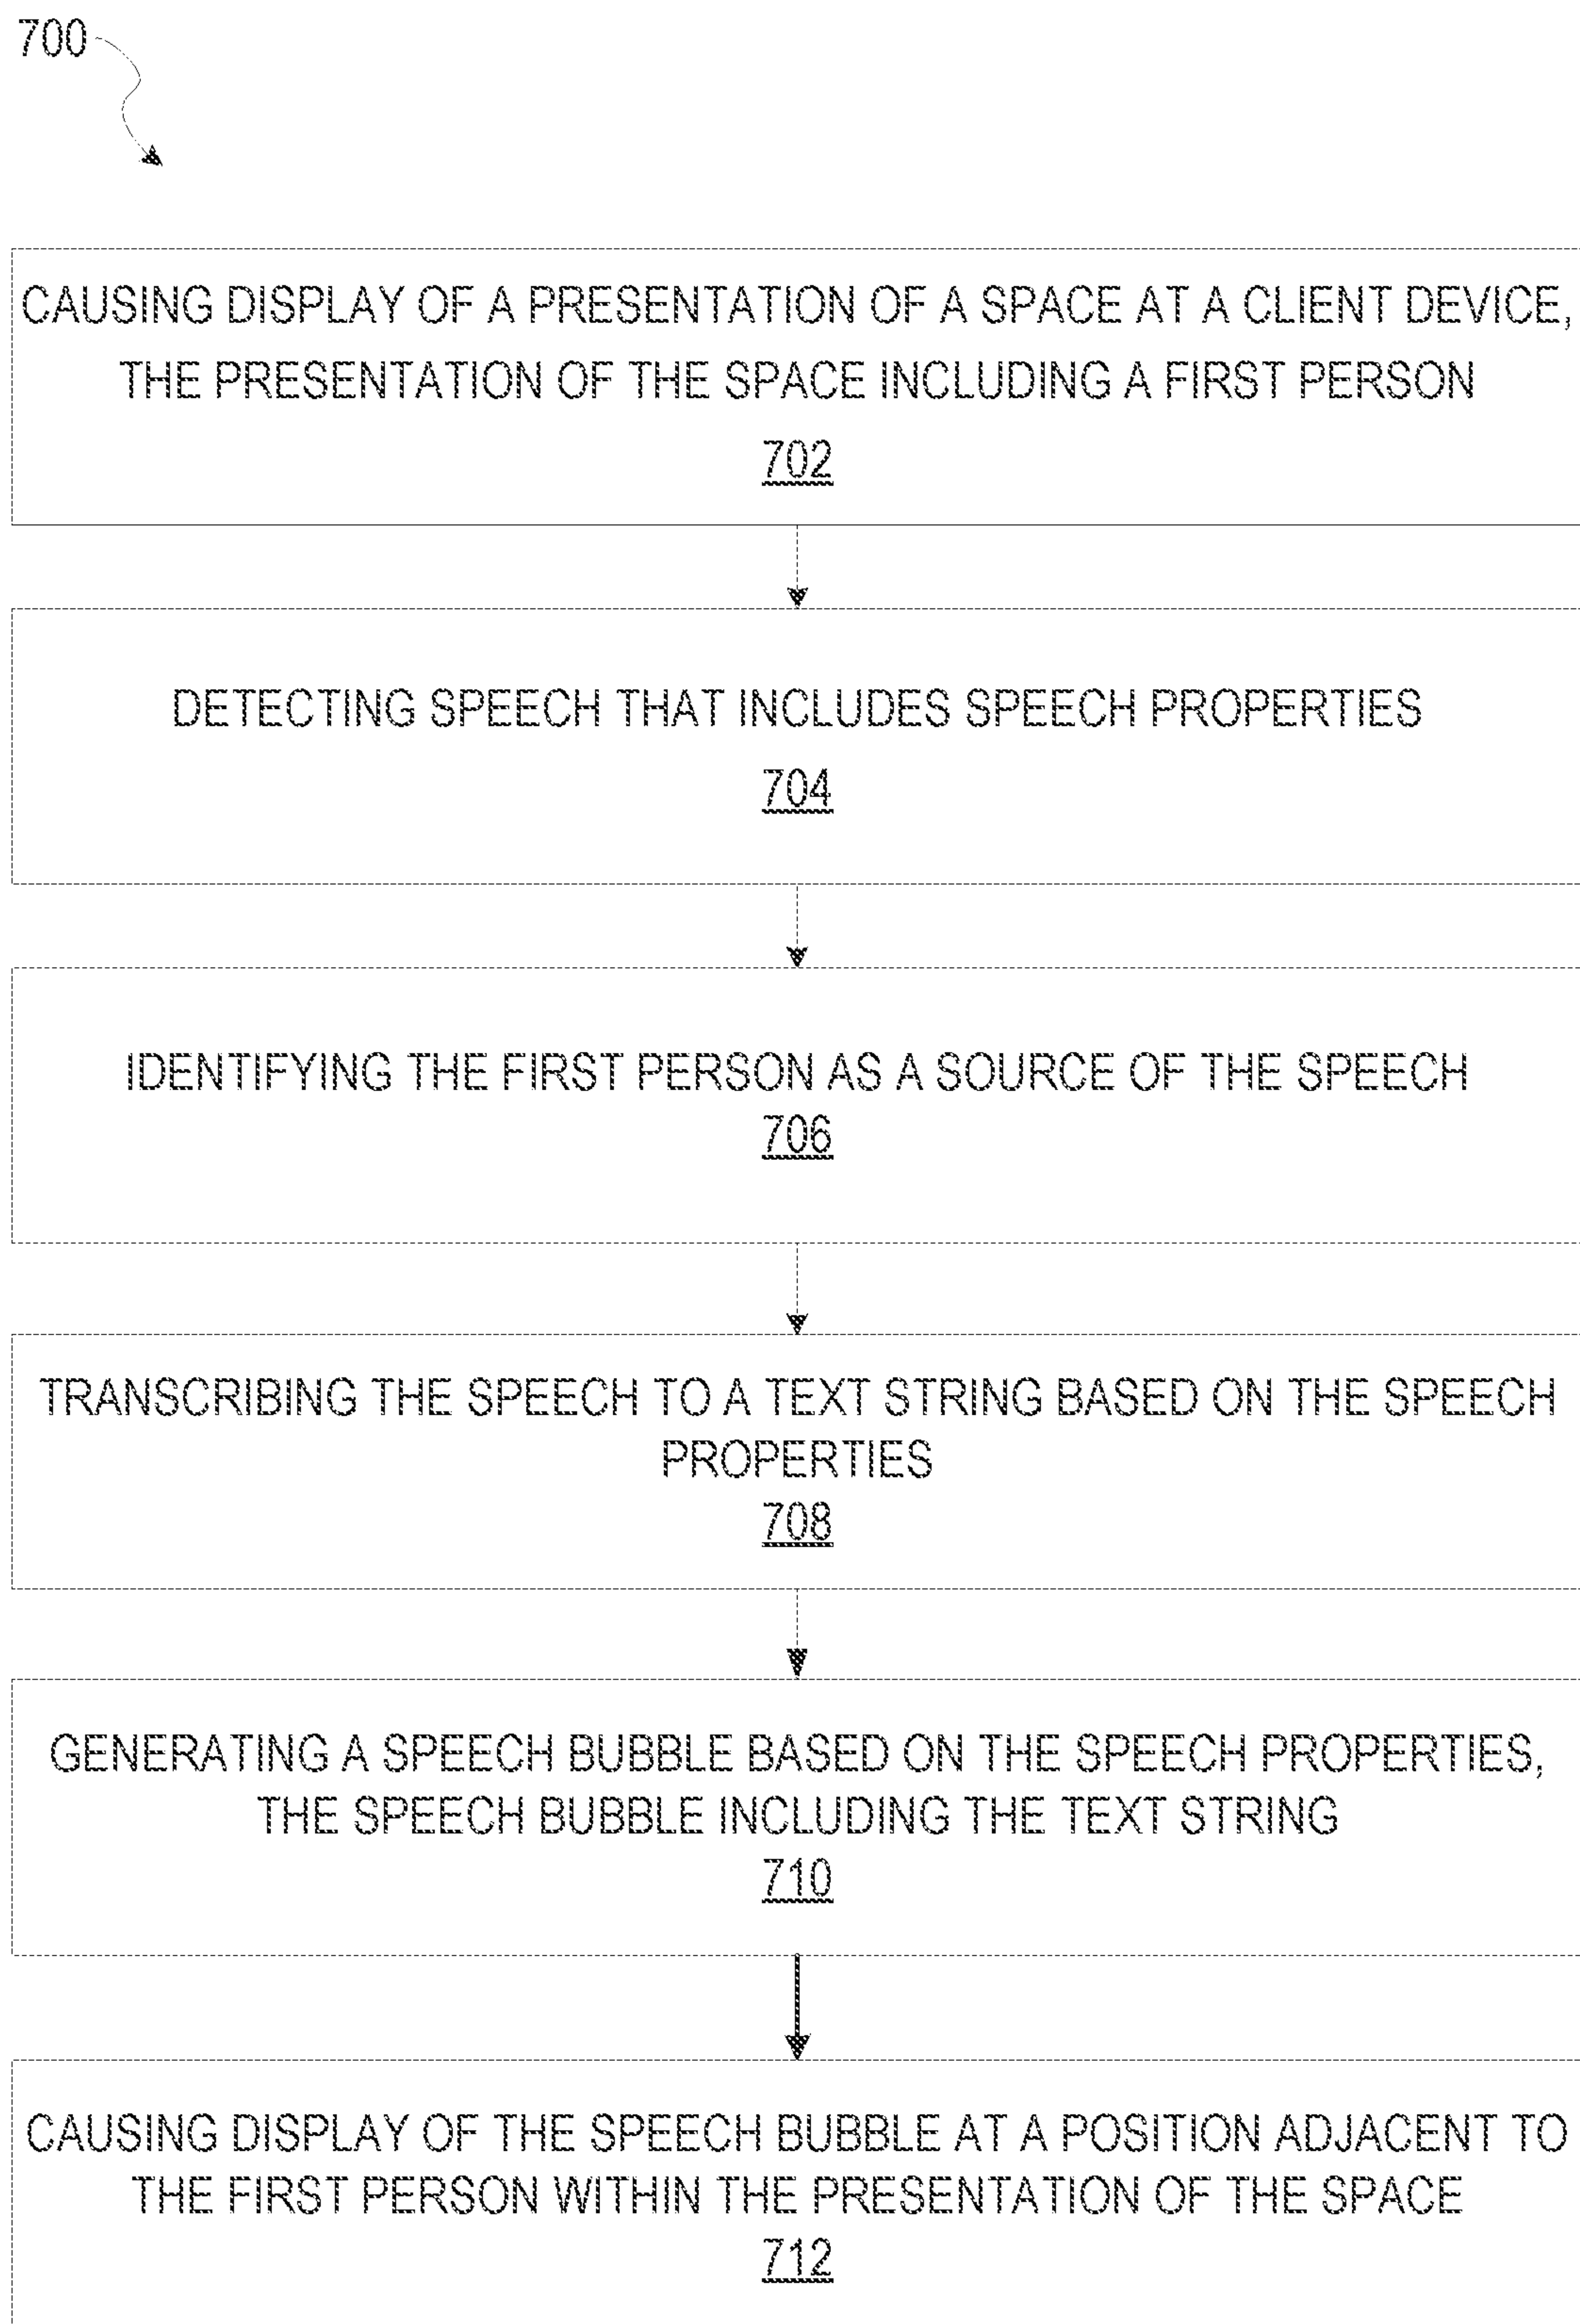 700
CAUSING DISPLAY OF A PRESENTATION OF A SPACE AT A CLIENT DEVICE,
THE PRESENTATION OF THE SPACE INCLUDING A FIRST PERSON
702
DETECTING SPEECH THAT INCLUDES SPEECH PROPERTIES
704
IDENTIFYING THE FIRST PERSON AS A SOURCE OF THE SPEECH
706
TRANSCRIBING THE SPEECH TO A TEXT STRING BASED ON THE SPEECH
PROPERTIES
708
GENERATING A SPEECH BUBBLE BASED ON THE SPEECH PROPERTIES,
THE SPEECH BUBBLE INCLUDING THE TEXT STRING
710
CAUSING DISPLAY OF THE SPEECH BUBBLE AT A POSITION ADJACENT TO
THE FIRST PERSON WITHIN THE PRESENTATION OF THE SPACE
712